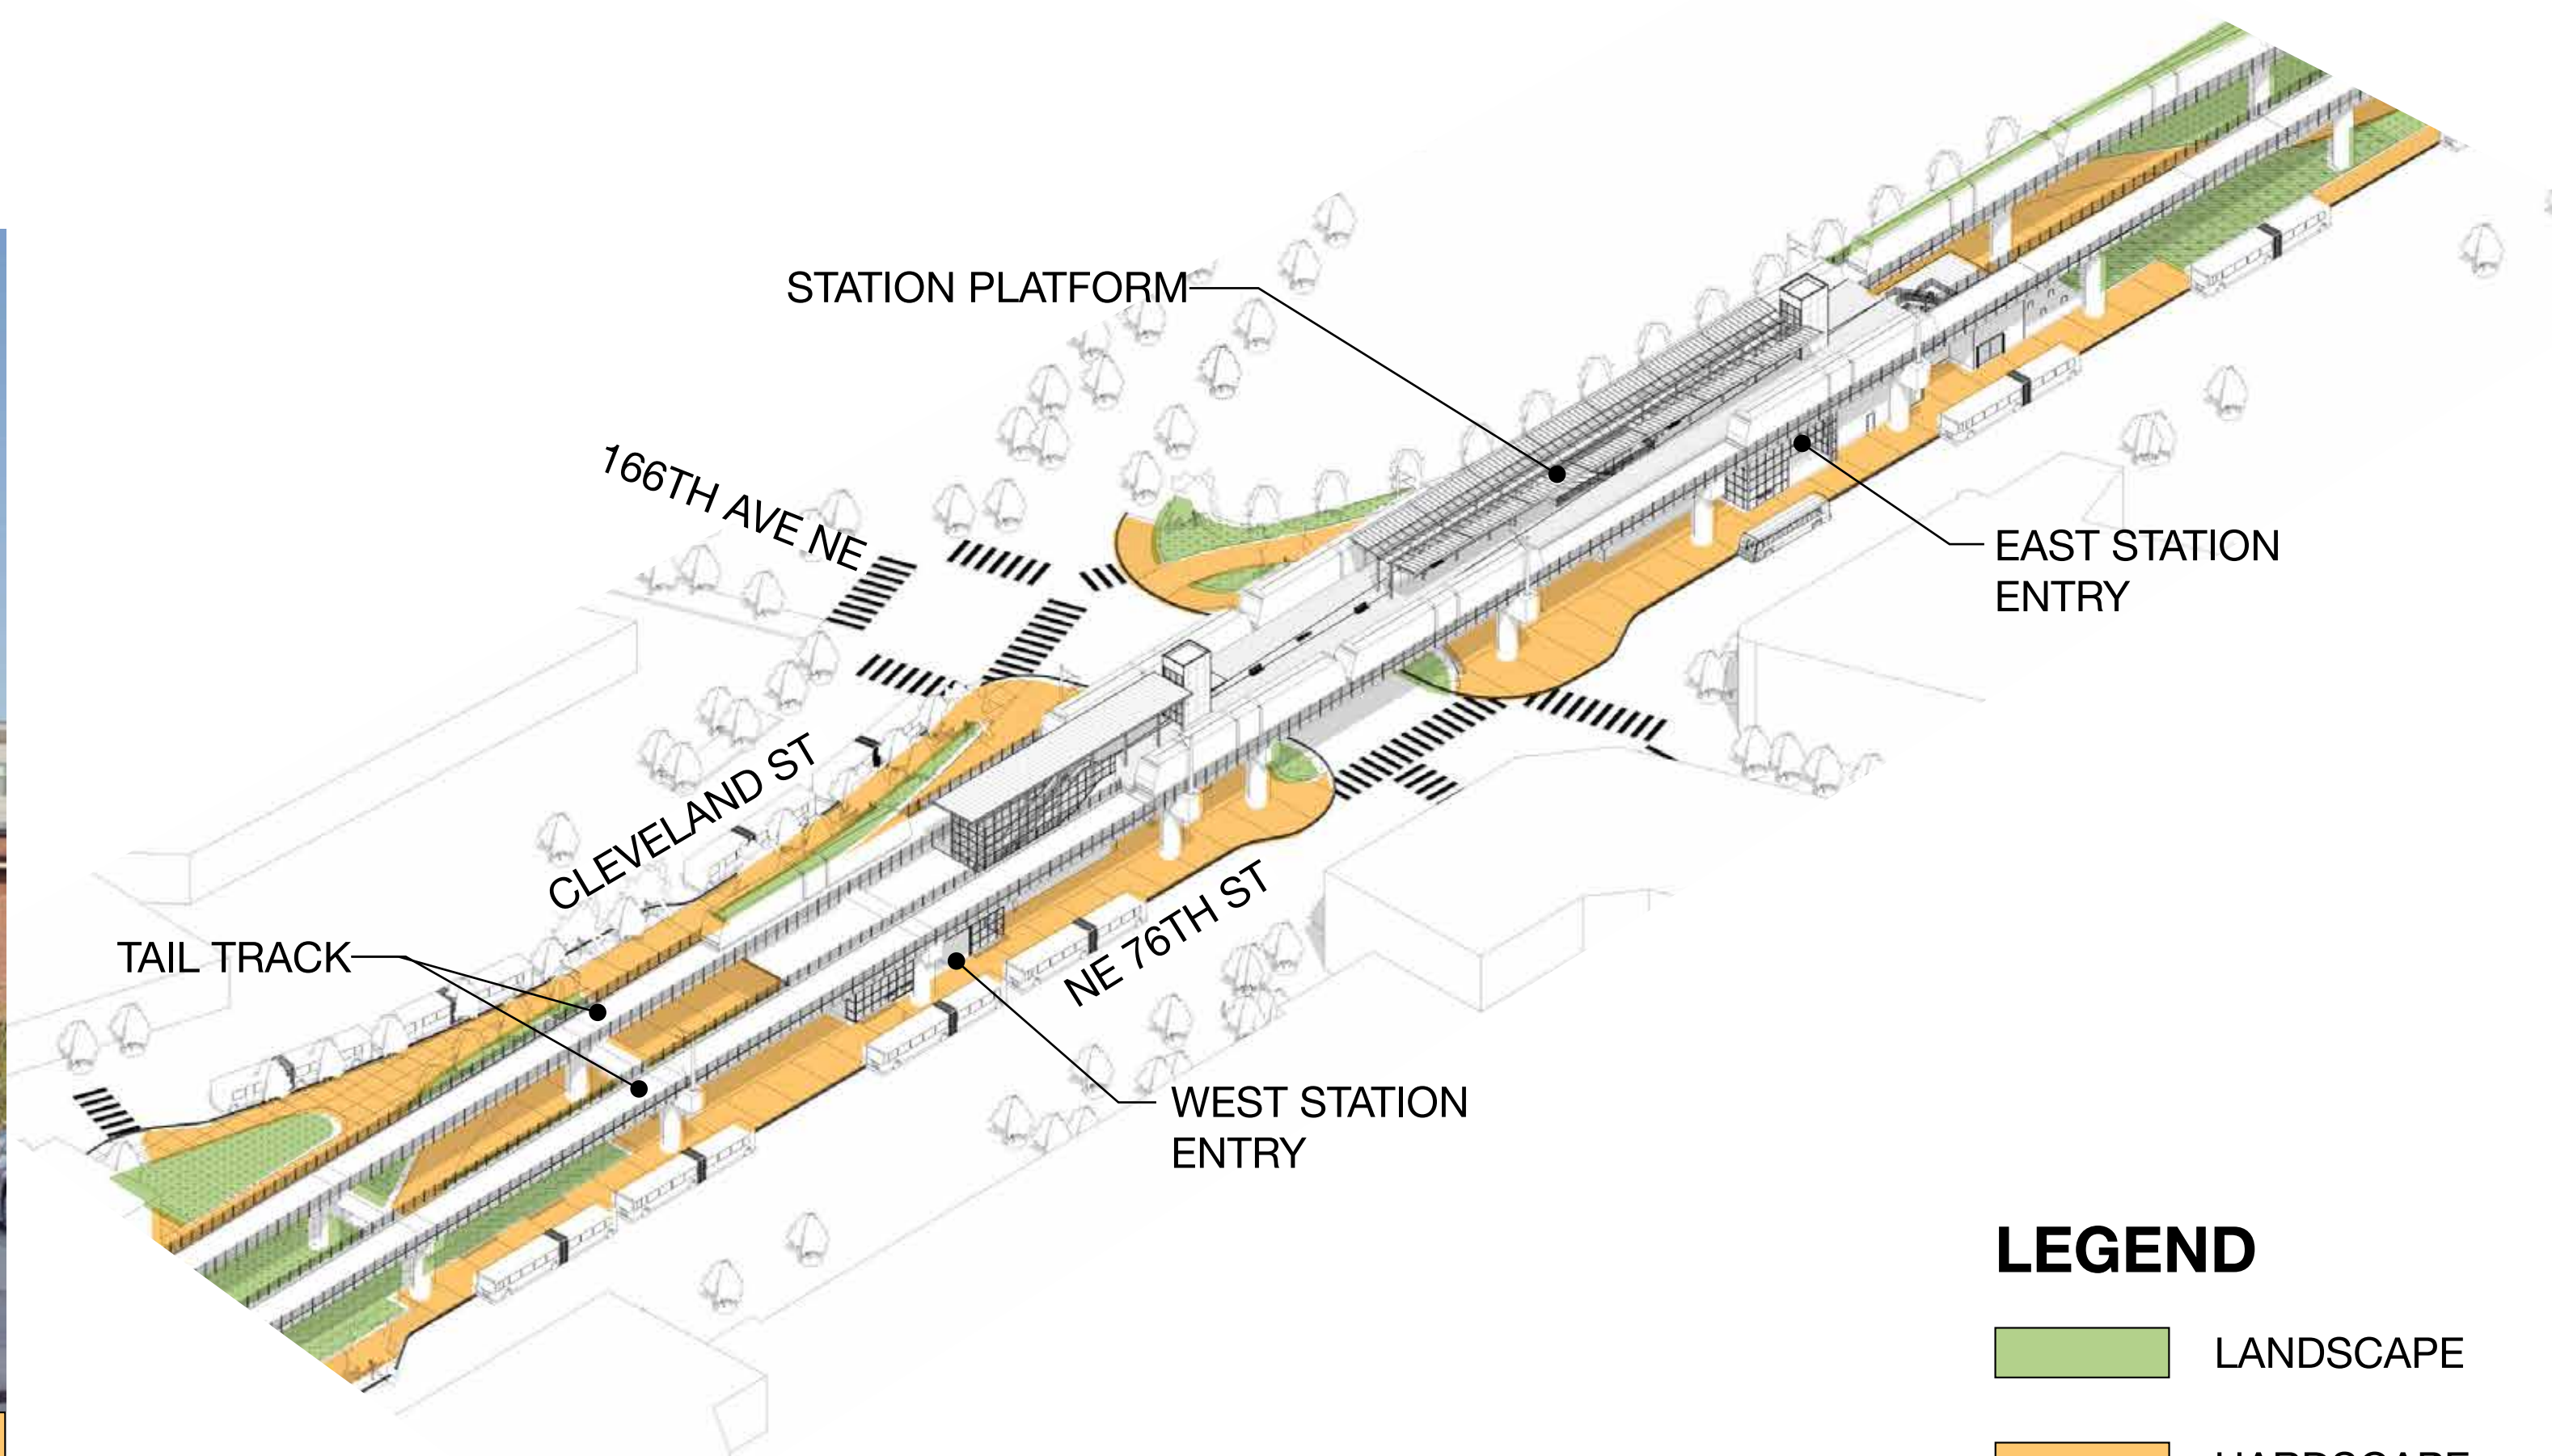 STATION PLATFORM
166TH AVE NE
EAST STATION
ENTRY
CLEVELAND ST
NE 76TH ST
TAIL TRACK
WEST STATION
ENTRY
LEGEND
LANDSCAPE
HARDSCAPE